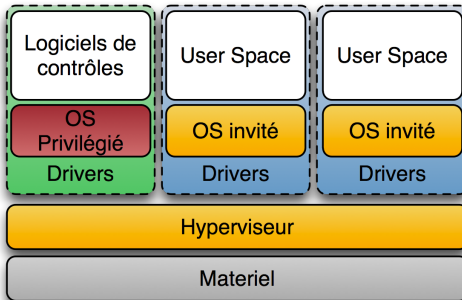 Logiciels de
contrôles
User Space
User Space
OS
Privilégié
OS invité
OS invité
Drivers
Drivers
Drivers
Hyperviseur
Materiel